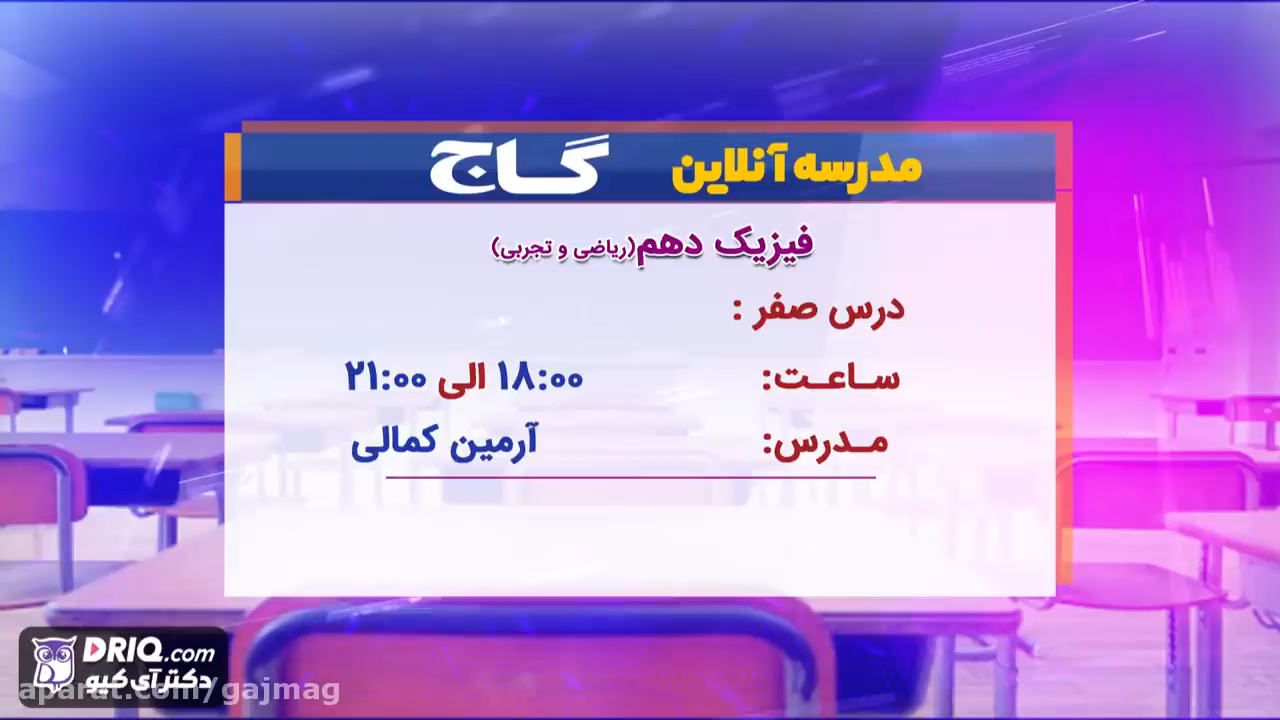 مدرسه آنلاین گاج
فیزیک دهم(ریاضی و تجربی)
درس صفر :
ساعت: ۱۸:۰۰ الی ۲۱:۰۰
مدرس: آرمین کمالی
DRIQ.com
دکتر آی کیو
aparat.com/gajmag